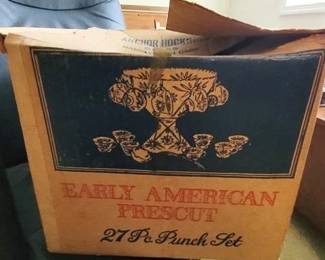 ANCHOR HOCKING
EARLY AMERICAN
PRESCUT
27 Pc. Punch Set